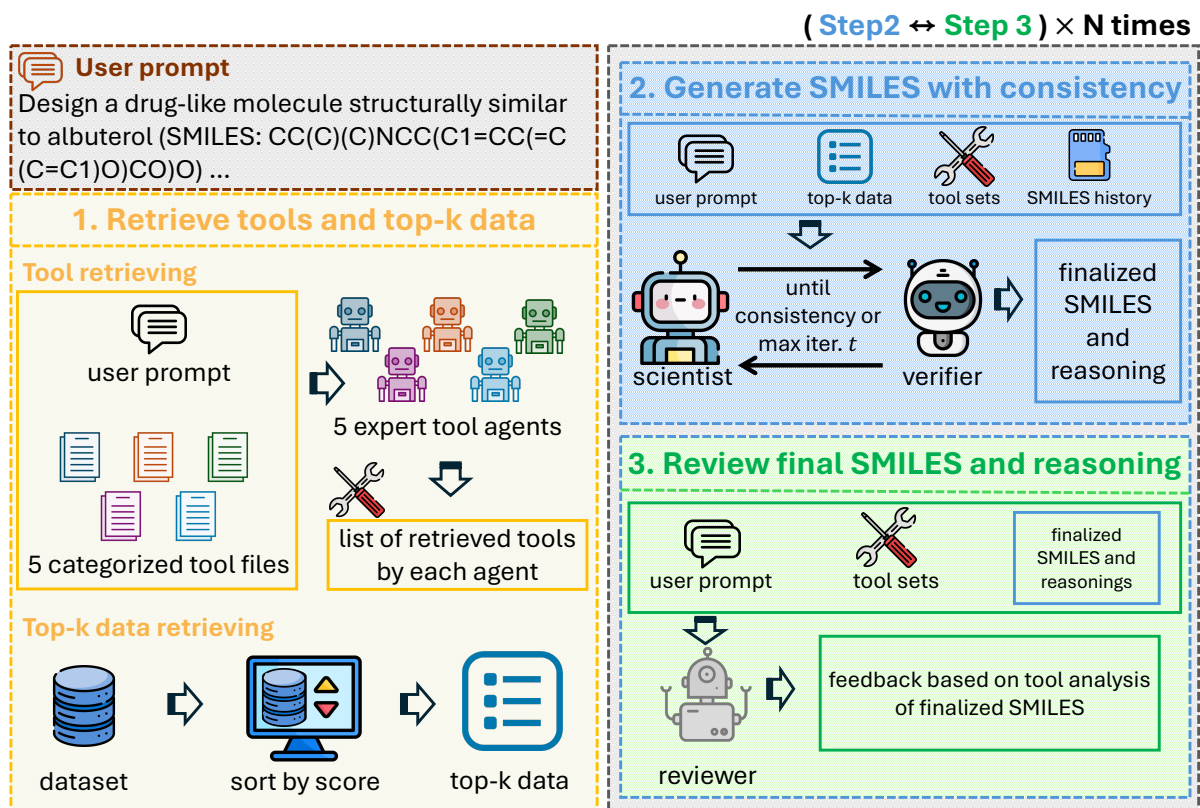 ( Step2 ↔ Step 3 ) × N times
User prompt
Design a drug-like molecule structurally similar
to albuterol (SMILES: CC(C)(C)NCC(C1=CC(=C
(C=C1)O)CO)O) ...
1. Retrieve tools and top-k data
Tool retrieving
user prompt
5 categorized tool files
5 expert tool agents
list of retrieved tools
by each agent
Top-k data retrieving
dataset
sort by score
top-k data
2. Generate SMILES with consistency
user prompt
top-k data
tool sets
SMILES history
scientist
until
consistency or
max iter. t
verifier
finalized
SMILES
and
reasoning
3. Review final SMILES and reasoning
user prompt
tool sets
finalized
SMILES and
reasonings
reviewer
feedback based on tool analysis
of finalized SMILES